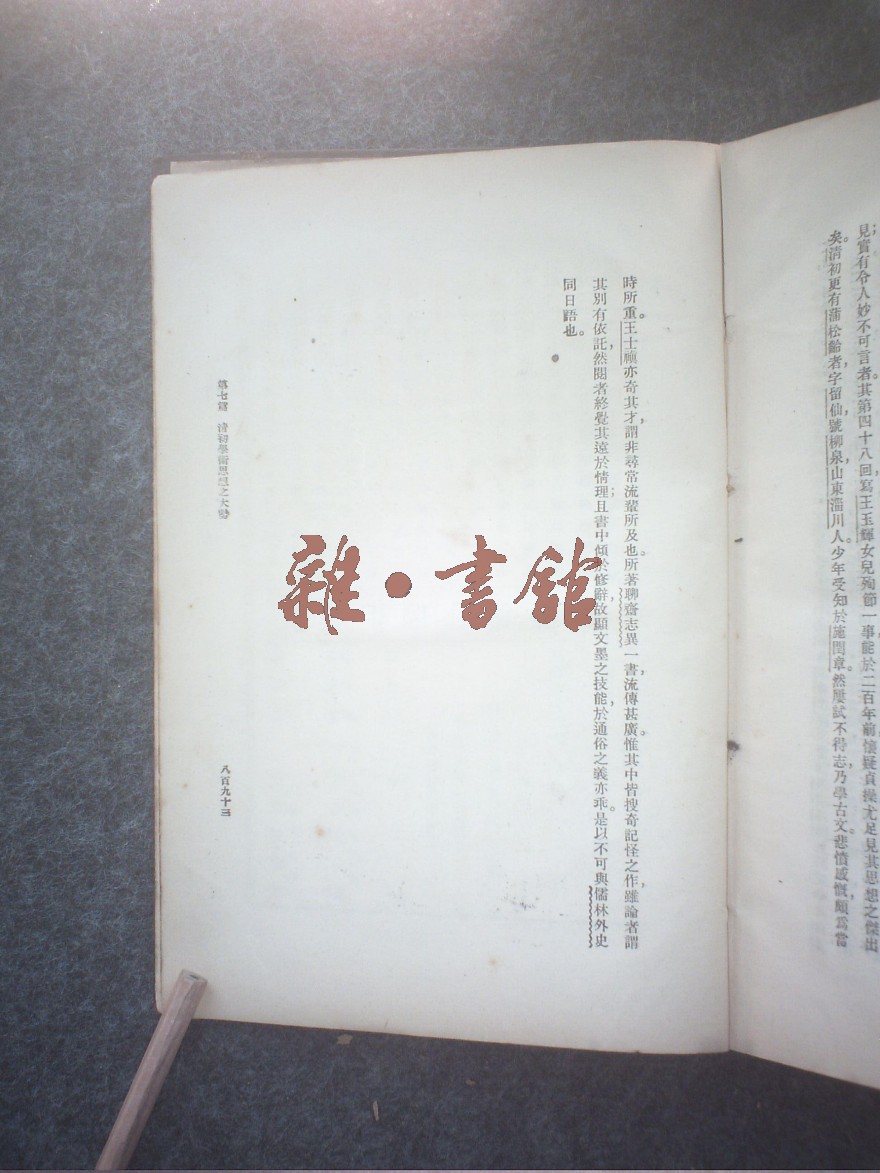 見實有令人妙不可言者。其第四十八回，寫王玉輝女兒殉節一事，能於二百年前懷疑貞操，尤足見其思想之傑出
矣。清初更有蒲松齡者，字留仙，號柳泉，山東淄川人。少年受知於施閏章。然屢試不得志，乃學古文。悲憤感慨，頗爲當
時所重。王士禎亦奇其才，謂非尋常流輩所及也。所著聊齋志異一書，流傳甚廣。惟其中皆搜奇記怪之作，雖論者謂
其別有依託，然閱者終覺其遠於情理；且書中傾於修辭，故顯文墨之技能，於通俗之義亦乖。是以不可與儒林外史
同日語也。
第七篇 清初學術思想之大勢
八百九十三
雜·書館